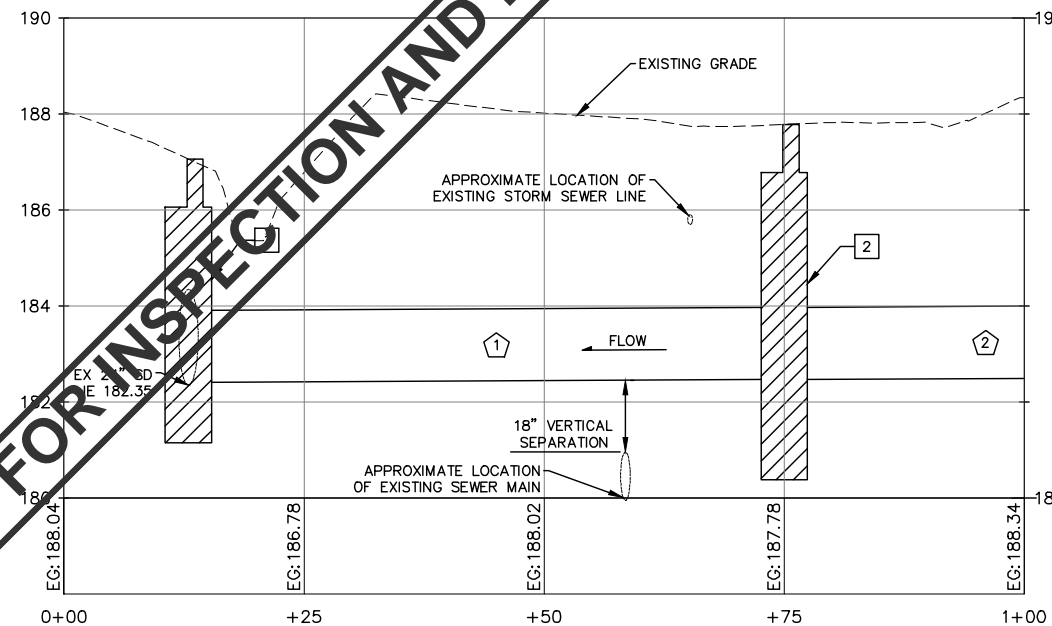 190
19
188
186
184
182
180
18
EXISTING GRADE
APPROXIMATE LOCATION OF
EXISTING STORM SEWER LINE
2
1
FLOW
2
EX 2 " SD
IE 182.35
18" VERTICAL
SEPARATION
APPROXIMATE LOCATION
OF EXISTING SEWER MAIN
FOR INSPECTION AND
EG:188.04
EG:186.78
EG:188.02
EG:187.78
EG:188.34
0+00
+25
+50
+75
1+00